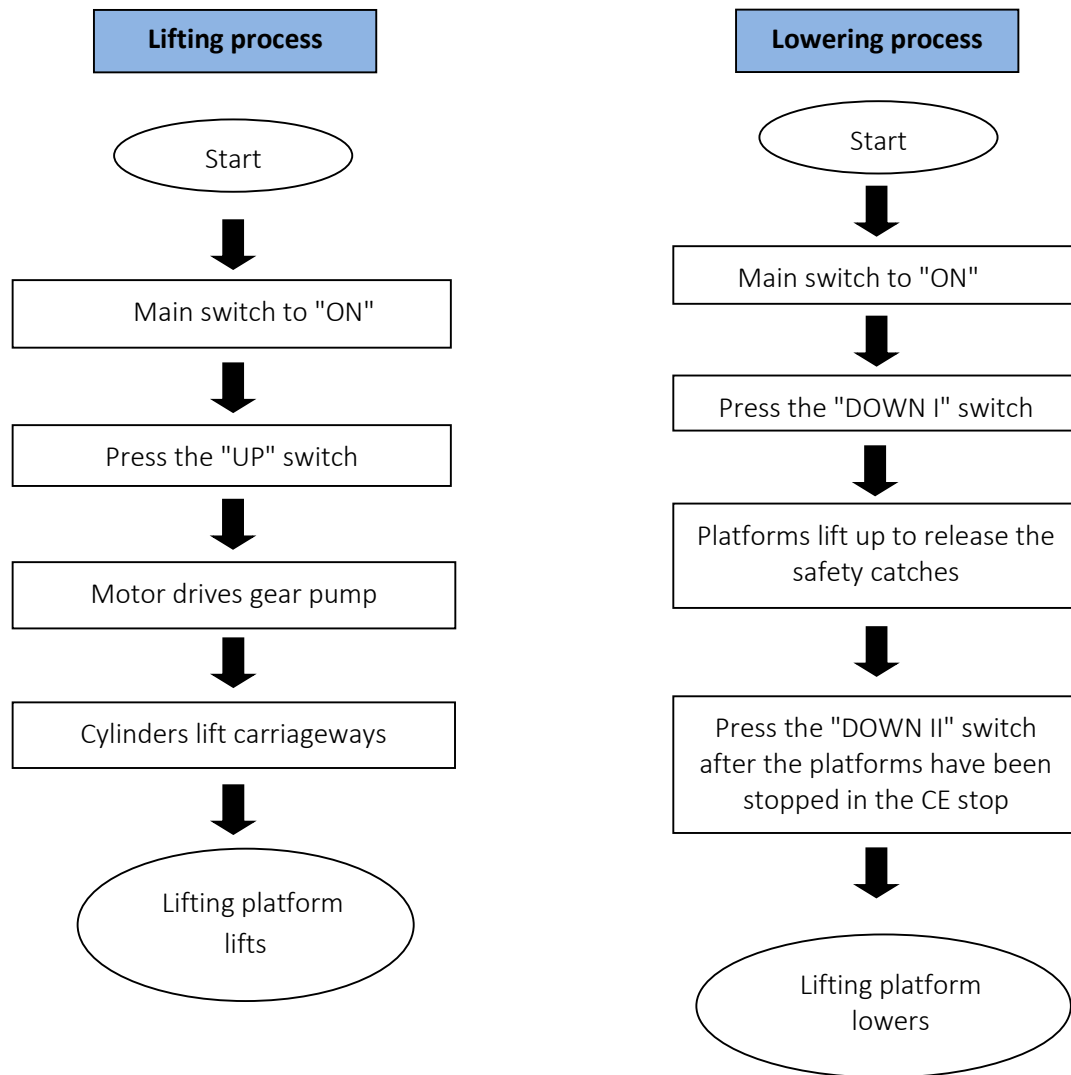 Lifting process
Start
Main switch to "ON"
Press the "UP" switch
Motor drives gear pump
Cylinders lift carriageways
Lifting platform
lifts
Lowering process
Start
Main switch to "ON"
Press the "DOWN I" switch
Platforms lift up to release the
safety catches
Press the "DOWN II" switch
after the platforms have been
stopped in the CE stop
Lifting platform
lowers